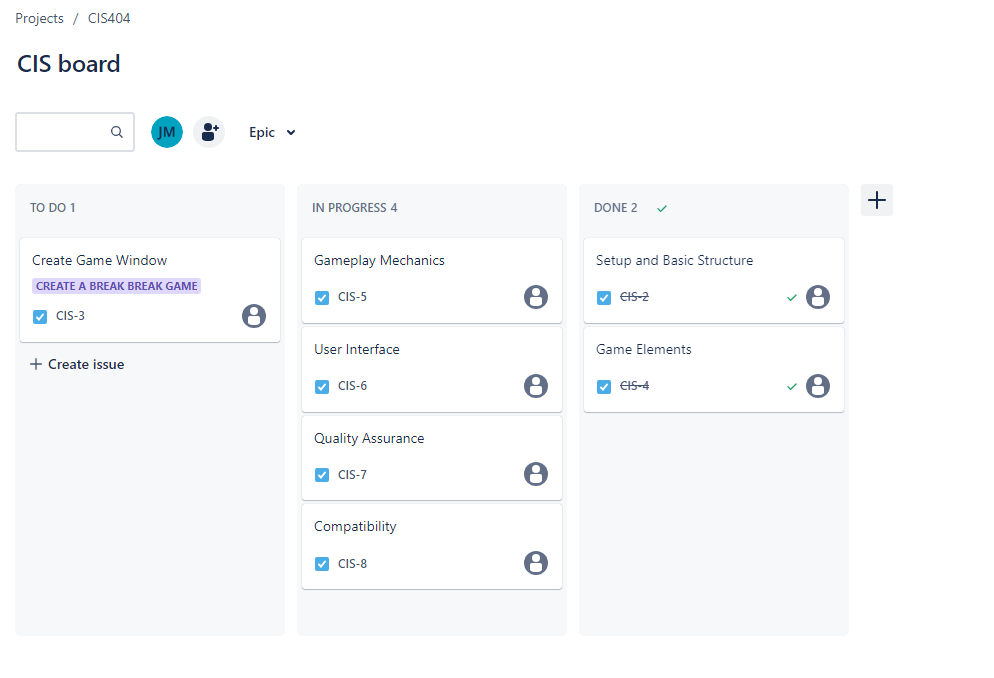 Projects / CIS404
CIS board
JM
Epic
TO DO 1
Create Game Window
CREATE A BREAK BREAK GAME
CIS-3
+ Create issue
IN PROGRESS 4
Gameplay Mechanics
CIS-5
User Interface
CIS-6
Quality Assurance
CIS-7
Compatibility
CIS-8
DONE 2
Setup and Basic Structure
CIS-2
Game Elements
CIS-4